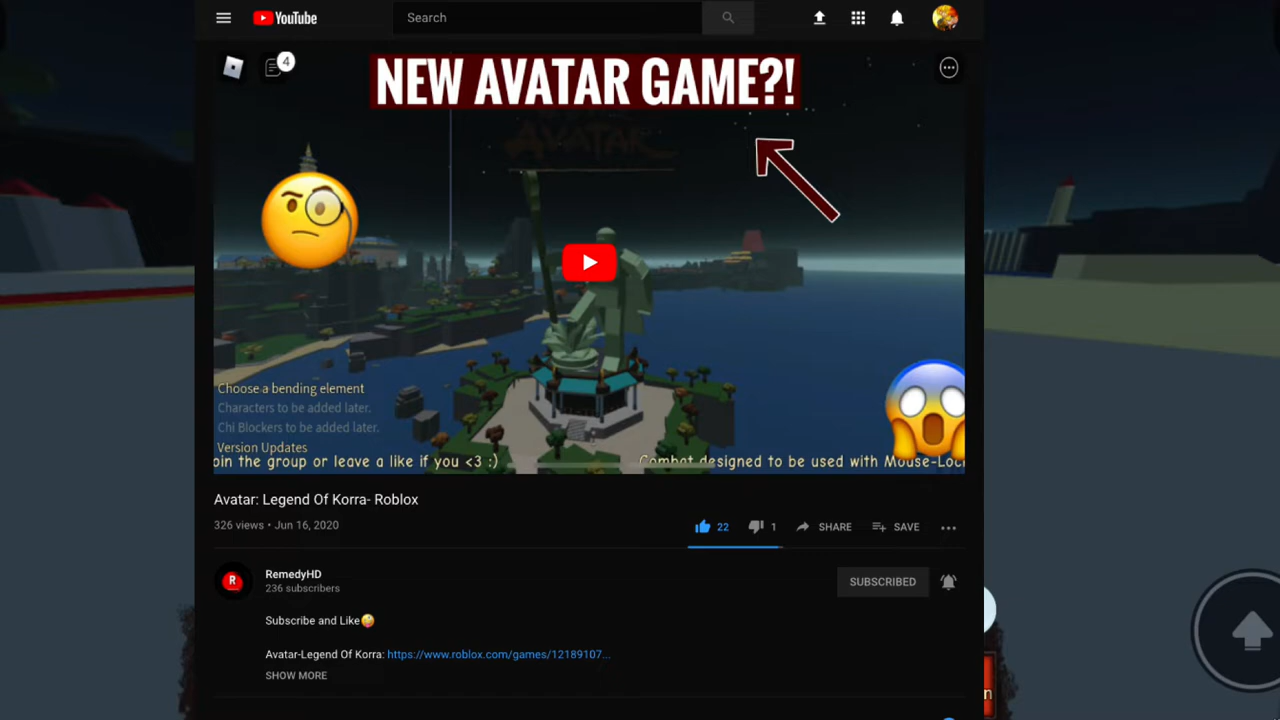 YouTube
Search
4
NEW AVATAR GAME?!
AVATAR
Choose a bending element
Characters to be added later.
Chi Blockers to be added later.
Version Updates
oin the group or leave a like if you <3 :)
Combat designed to be used with Mouse-Loc
Avatar: Legend Of Korra- Roblox
326 views • Jun 16, 2020
22
1
SHARE
SAVE
R
RemedyHD
236 subscribers
SUBSCRIBED
Subscribe and Like🤪
Avatar-Legend Of Korra: https://www.roblox.com/games/12189107...
SHOW MORE
n